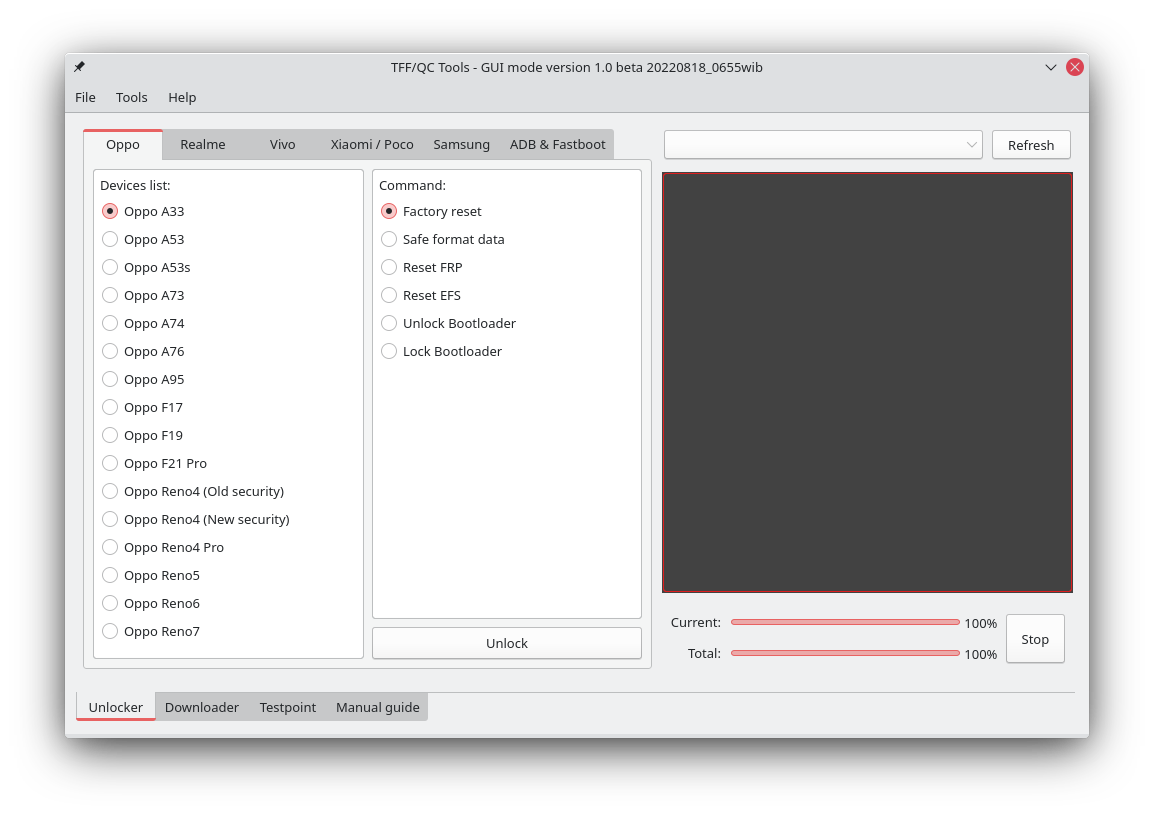 TFF/QC Tools - GUI mode version 1.0 beta 20220818_0655wib
File Tools Help
Oppo Realme Vivo Xiaomi / Poco Samsung ADB & Fastboot
Refresh
Devices list:
Oppo A33
Oppo A53
Oppo A53s
Oppo A73
Oppo A74
Oppo A76
Oppo A95
Oppo F17
Oppo F19
Oppo F21 Pro
Oppo Reno4 (Old security)
Oppo Reno4 (New security)
Oppo Reno4 Pro
Oppo Reno5
Oppo Reno6
Oppo Reno7
Command:
Factory reset
Safe format data
Reset FRP
Reset EFS
Unlock Bootloader
Lock Bootloader
Unlock
Current: 100%
Total: 100%
Stop
Unlocker Downloader Testpoint Manual guide